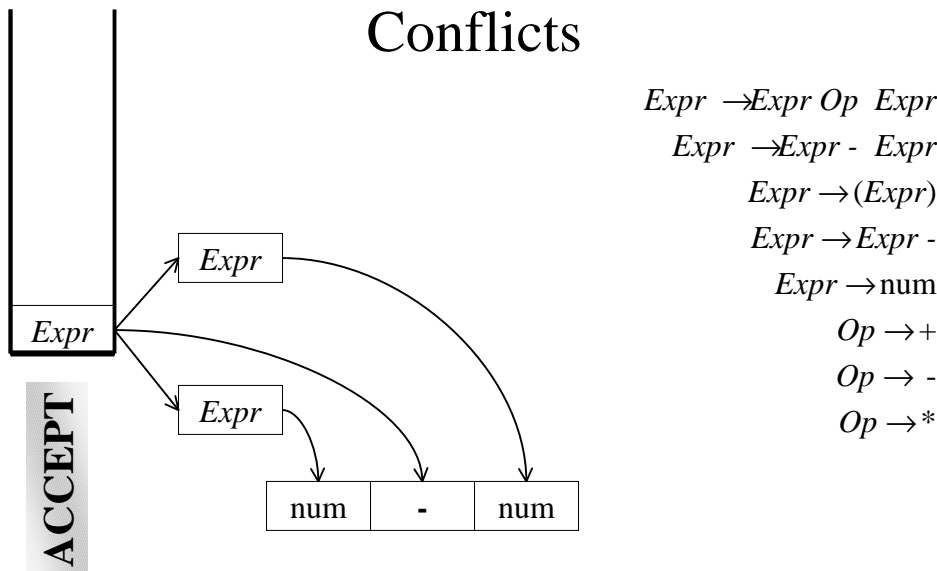 Conflicts
Expr → Expr Op Expr
Expr → Expr - Expr
Expr → (Expr)
Expr → Expr -
Expr → num
Op → +
Op → -
Op → *
Expr
Expr
Expr
num - num
ACCEPT